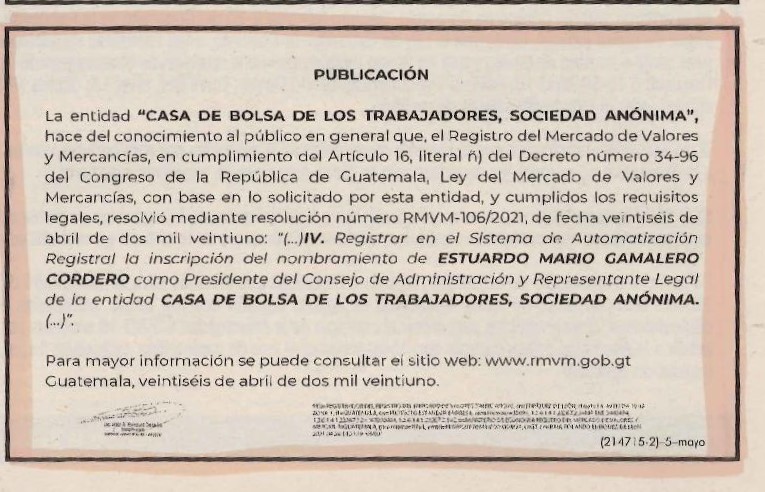 PUBLICACIÓN
La entidad "CASA DE BOLSA DE LOS TRABAJADORES, SOCIEDAD ANÓNIMA",
hace del conocimiento al público en general que, el Registro del Mercado de Valores
y Mercancías, en cumplimiento del Artículo 16, literal ñ) del Decreto número 34-96
del Congreso de la República de Guatemala, Ley del Mercado de Valores y
Mercancías, con base en lo solicitado por esta entidad, y cumplidos los requisitos
legales, resolvió mediante resolución número RMVM-106/2021, de fecha veintiséis de
abril de dos mil veintiuno: "(...)IV. Registrar en el Sistema de Automatización
Registral la inscripción del nombramiento de ESTUARDO MARIO GAMALERO
CORDERO como Presidente del Consejo de Administración y Representante Legal
de la entidad CASA DE BOLSA DE LOS TRABAJADORES, SOCIEDAD ANÓNIMA.
(...)".
Para mayor información se puede consultar el sitio web: www.rmvm.gob.gt
Guatemala, veintiséis de abril de dos mil veintiuno.
(214715-2)-5-mayo